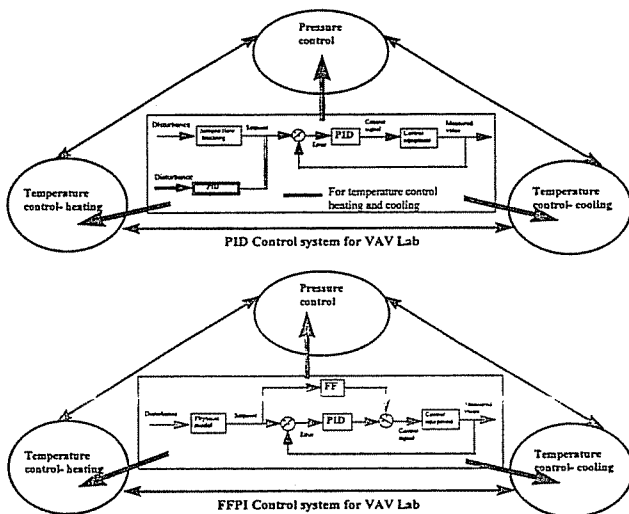 Pressure
control
Disturbance
Setpoint
Error
PID
Control
signal
Control
equipment
Measured
value
Disturbance
PID
For temperature control
heating and cooling
Temperature
control- heating
Temperature
control- cooling
PID Control system for VAV Lab
Pressure
control
FF
Disturbance
Physical
model
Setpoint
Error
PID
Control
signal
Control
equipment
Measured
value
Temperature
control- heating
Temperature
control- cooling
FFPI Control system for VAV Lab